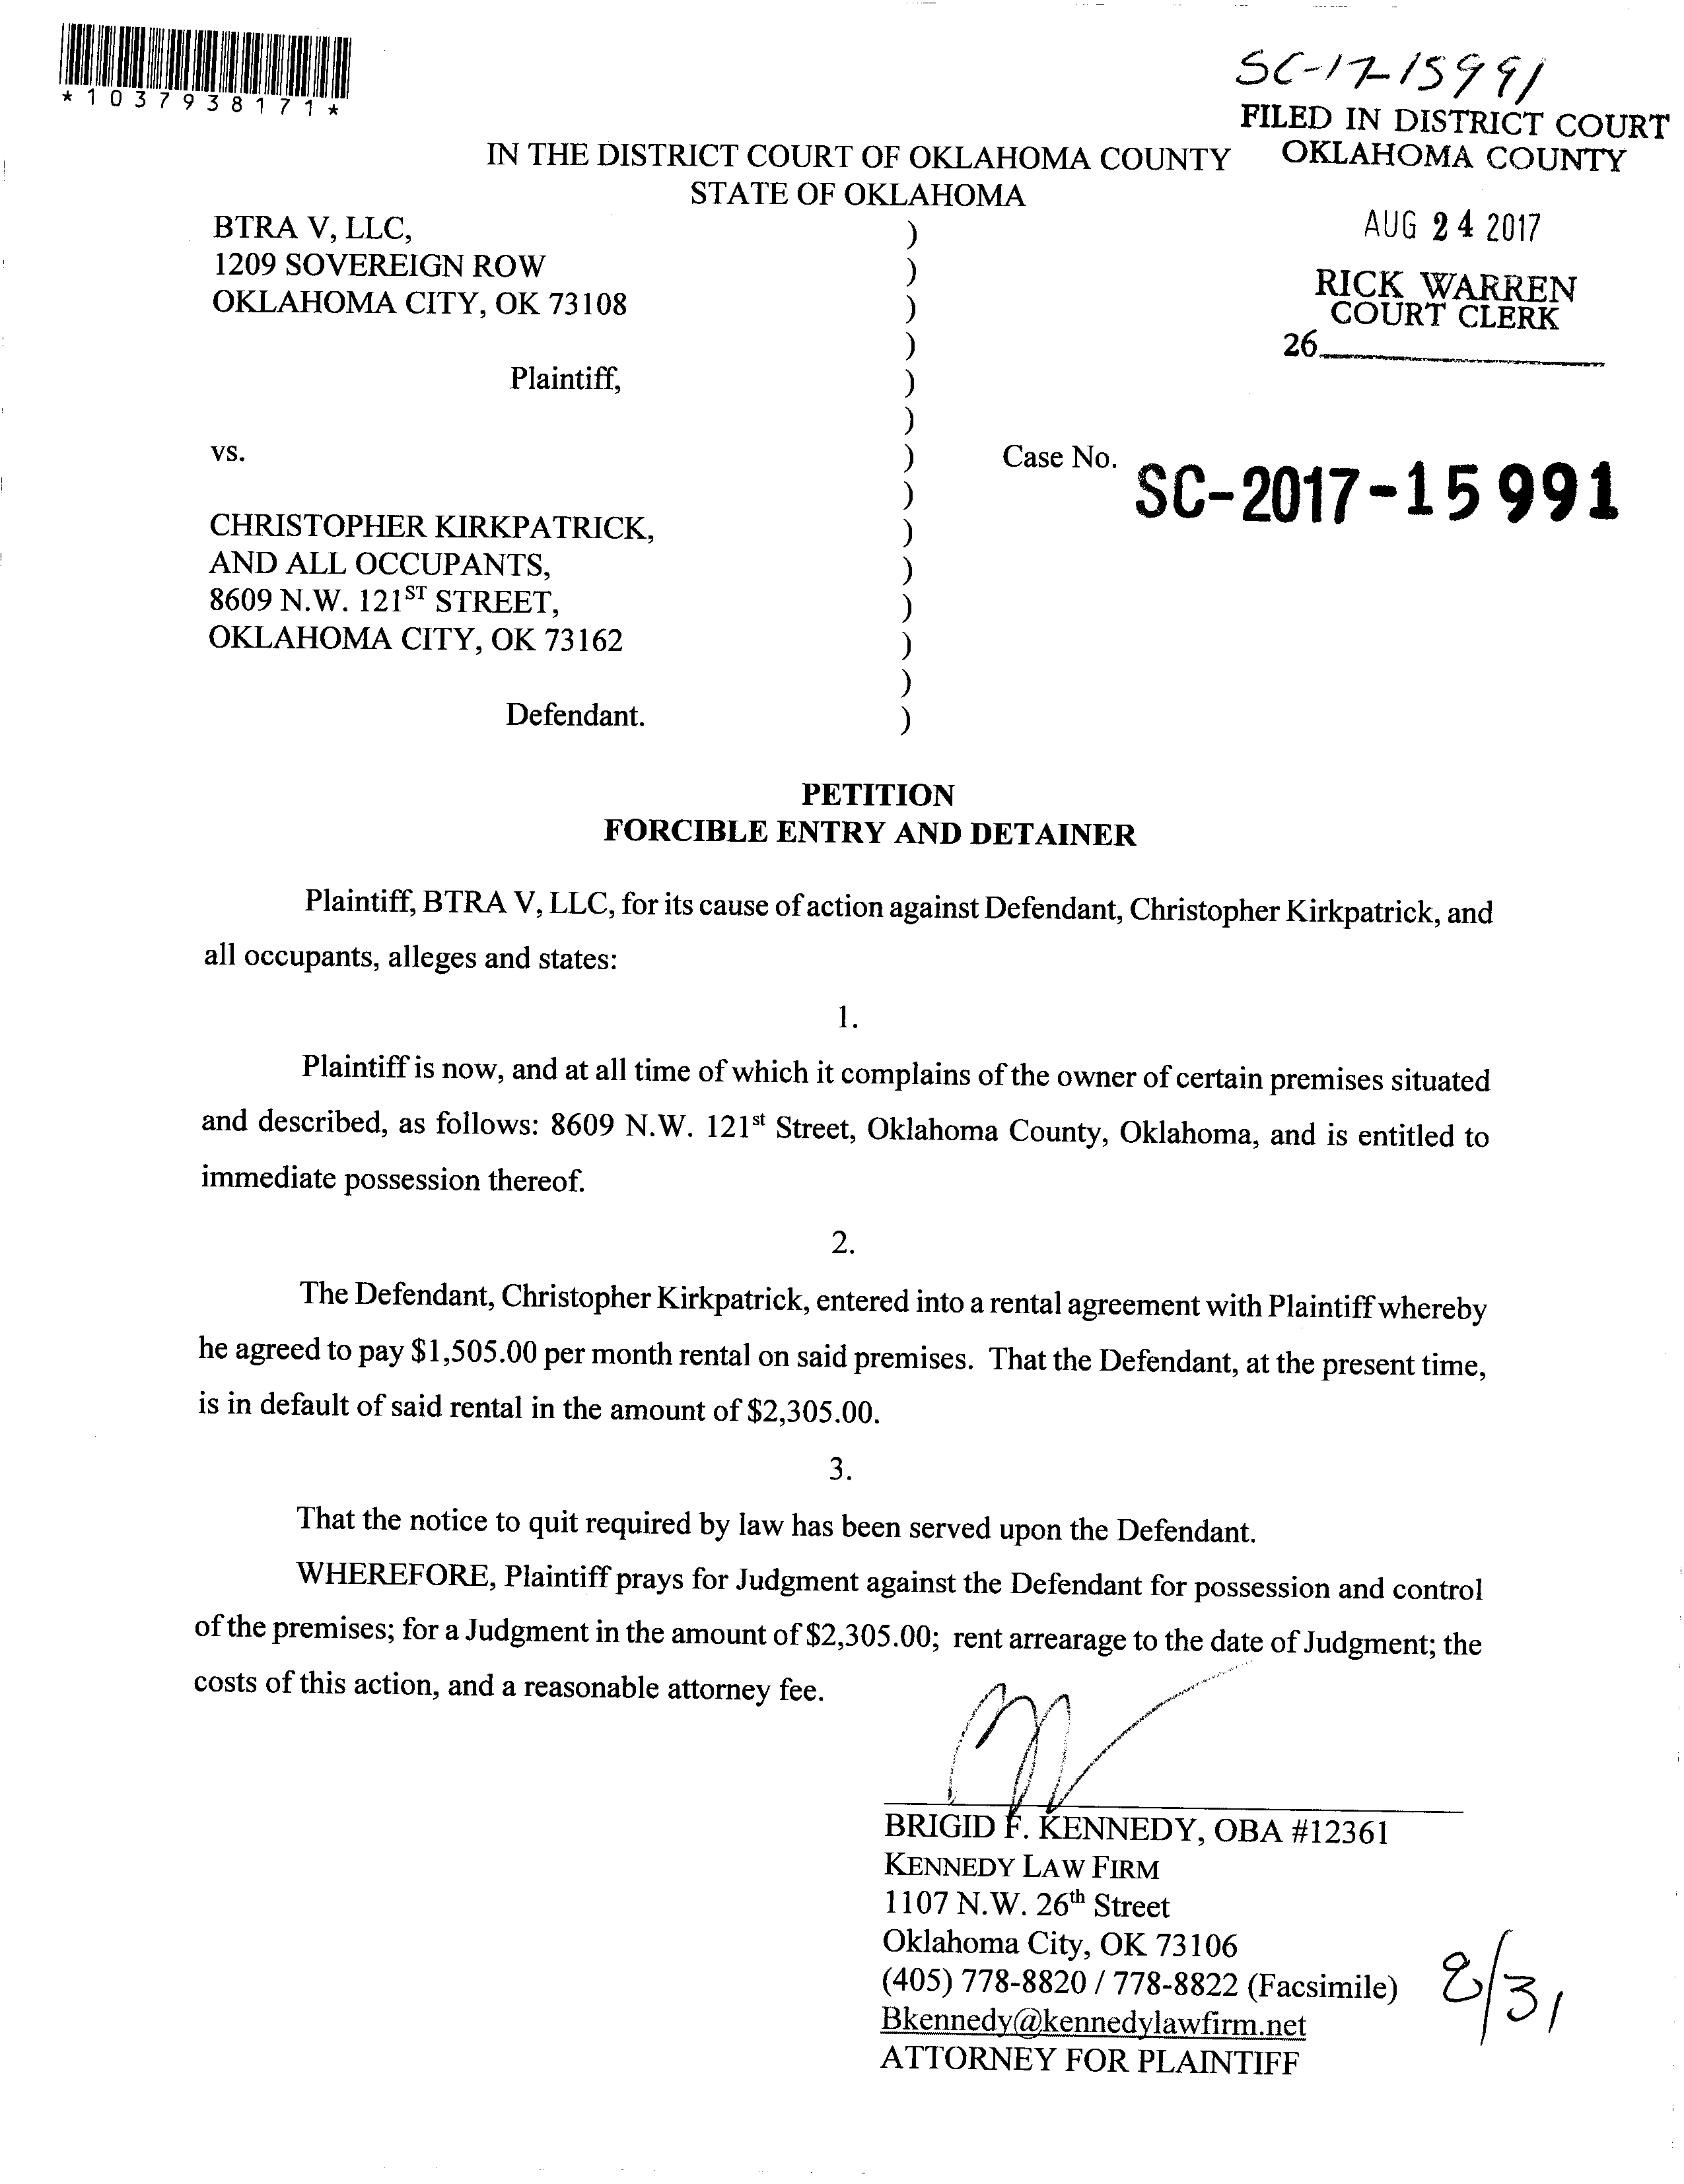 *1037938171*
SC-17-15991
FILED IN DISTRICT COURT
OKLAHOMA COUNTY
IN THE DISTRICT COURT OF OKLAHOMA COUNTY
STATE OF OKLAHOMA
AUG 24 2017
RICK WARREN
COURT CLERK
26
BTRA V, LLC, )
1209 SOVEREIGN ROW )
OKLAHOMA CITY, OK 73108 )
)
Plaintiff, )
)
vs. ) Case No. SC-2017-15991
)
CHRISTOPHER KIRKPATRICK, )
AND ALL OCCUPANTS, )
8609 N.W. 121ST STREET, )
OKLAHOMA CITY, OK 73162 )
)
Defendant. )
PETITION
FORCIBLE ENTRY AND DETAINER
Plaintiff, BTRA V, LLC, for its cause of action against Defendant, Christopher Kirkpatrick, and
all occupants, alleges and states:
1.
Plaintiff is now, and at all time of which it complains of the owner of certain premises situated
and described, as follows: 8609 N.W. 121st Street, Oklahoma County, Oklahoma, and is entitled to
immediate possession thereof.
2.
The Defendant, Christopher Kirkpatrick, entered into a rental agreement with Plaintiff whereby
he agreed to pay $1,505.00 per month rental on said premises. That the Defendant, at the present time,
is in default of said rental in the amount of $2,305.00.
3.
That the notice to quit required by law has been served upon the Defendant.
WHEREFORE, Plaintiff prays for Judgment against the Defendant for possession and control
of the premises; for a Judgment in the amount of $2,305.00; rent arrearage to the date of Judgment; the
costs of this action, and a reasonable attorney fee.
BRIGID F. KENNEDY, OBA #12361
KENNEDY LAW FIRM
1107 N.W. 26th Street
Oklahoma City, OK 73106
(405) 778-8820 / 778-8822 (Facsimile)
Bkennedy@kennedylawfirm.net
ATTORNEY FOR PLAINTIFF
8/31